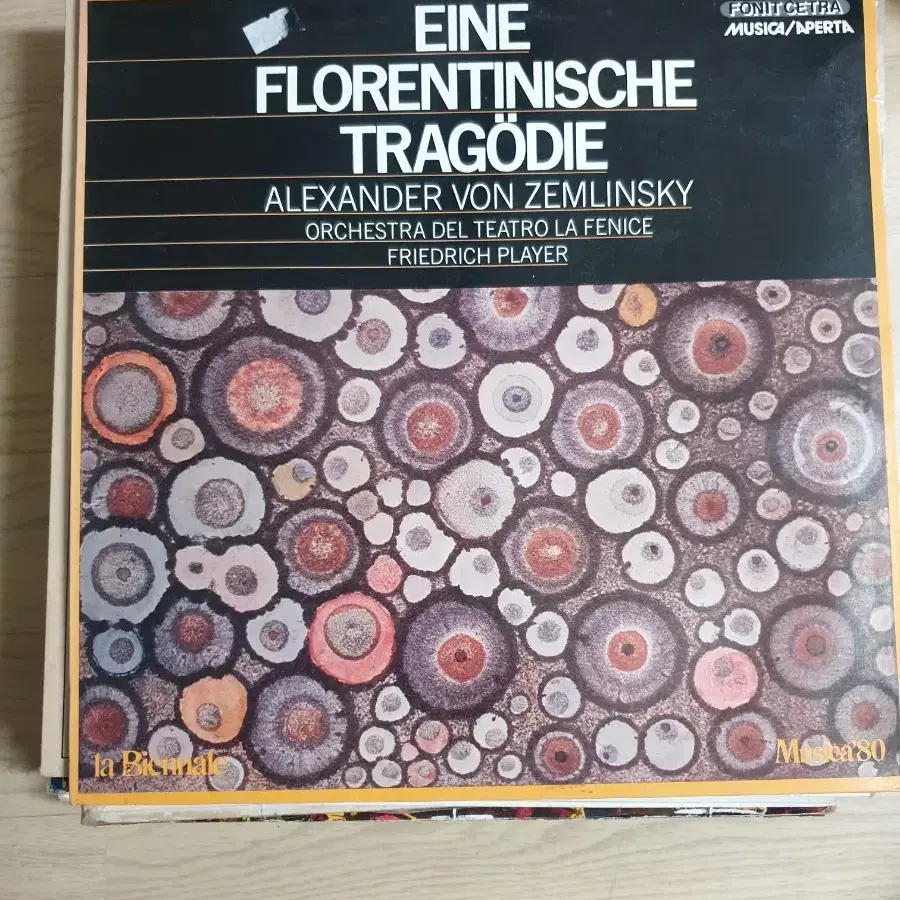 EINE
FONIT CETRA
MUSICA/APERTA
FLORENTINISCHE
TRAGÖDIE
ALEXANDER VON ZEMLINSKY
ORCHESTRA DEL TEATRO LA FENICE
FRIEDRICH PLAYER
la Biennale
Musica'80